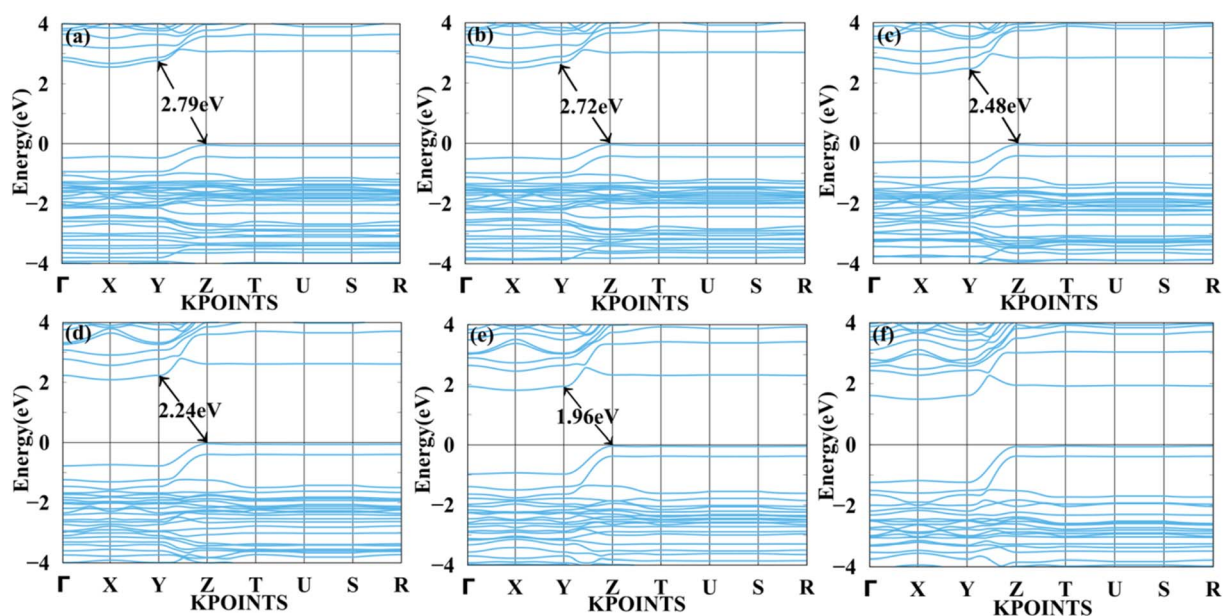 (a)
4
2
0
−2
−4
Energy(eV)
2.79eV
Γ X Y Z T U S R
KPOINTS
(b)
4
2
0
−2
−4
Energy(eV)
2.72eV
Γ X Y Z T U S R
KPOINTS
(c)
4
2
0
−2
−4
Energy (eV)
2.48eV
Γ X Y Z T U S R
KPOINTS
(d)
4
2
0
−2
−4
Energy(eV)
2.24eV
Γ X Y Z T U S R
KPOINTS
(e)
4
2
0
−2
−4
Energy(eV)
1.96eV
Γ X Y Z T U S R
KPOINTS
(f)
4
2
0
−2
−4
Energy(eV)
Γ X Y Z T U S R
KPOINTS